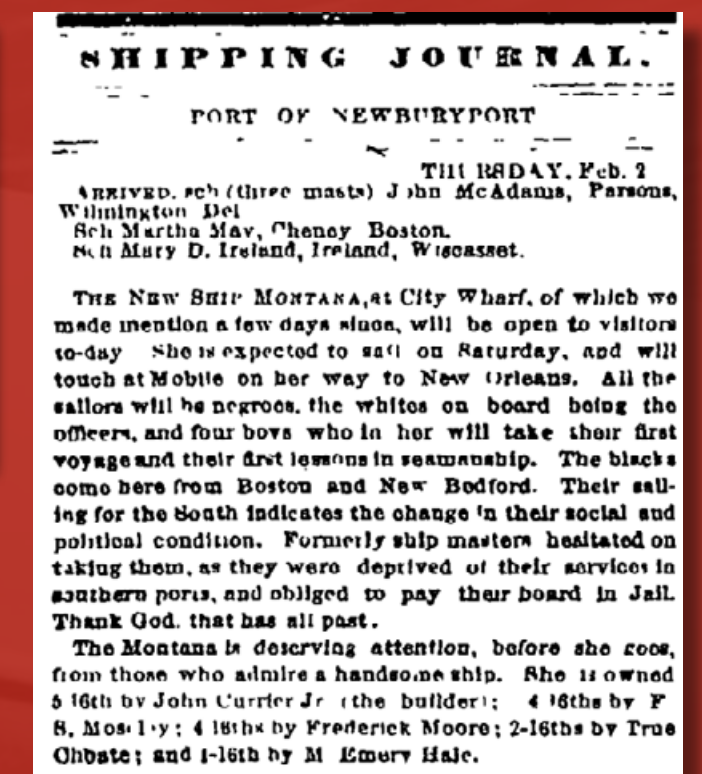 SHIPPING JOURNAL.
PORT OF NEWBURYPORT
THURSDAY, Feb. 2
ARRIVED, sch (three masts) John McAdams, Parsons,
Wilmington Del
Sch Martha May, Cheney Boston.
Sch Mary D. Ireland, Ireland, Wiscasset.
THE NEW SHIP MONTANA, at City Wharf, of which we
made mention a few days since, will be open to visitors
to-day She is expected to sail on Saturday, and will
touch at Mobile on her way to New Orleans. All the
sailors will be negroes, the whites on board being the
officers, and four boys who in her will take their first
voyage and their first lessons in seamanship. The blacks
come here from Boston and New Bedford. Their sail-
ing for the South indicates the change in their social and
political condition. Formerly ship masters hesitated on
taking them, as they were deprived of their services in
southern ports, and obliged to pay their board in Jail.
Thank God, that has all past.
The Montana is deserving attention, before she goes,
from those who admire a handsome ship. She is owned
5 16th by John Currier Jr (the builder); 4 16ths by F
S. Moseley; 4 16ths by Frederick Moore; 2-16ths by True
Choate; and 1-16th by M Emery Hale.